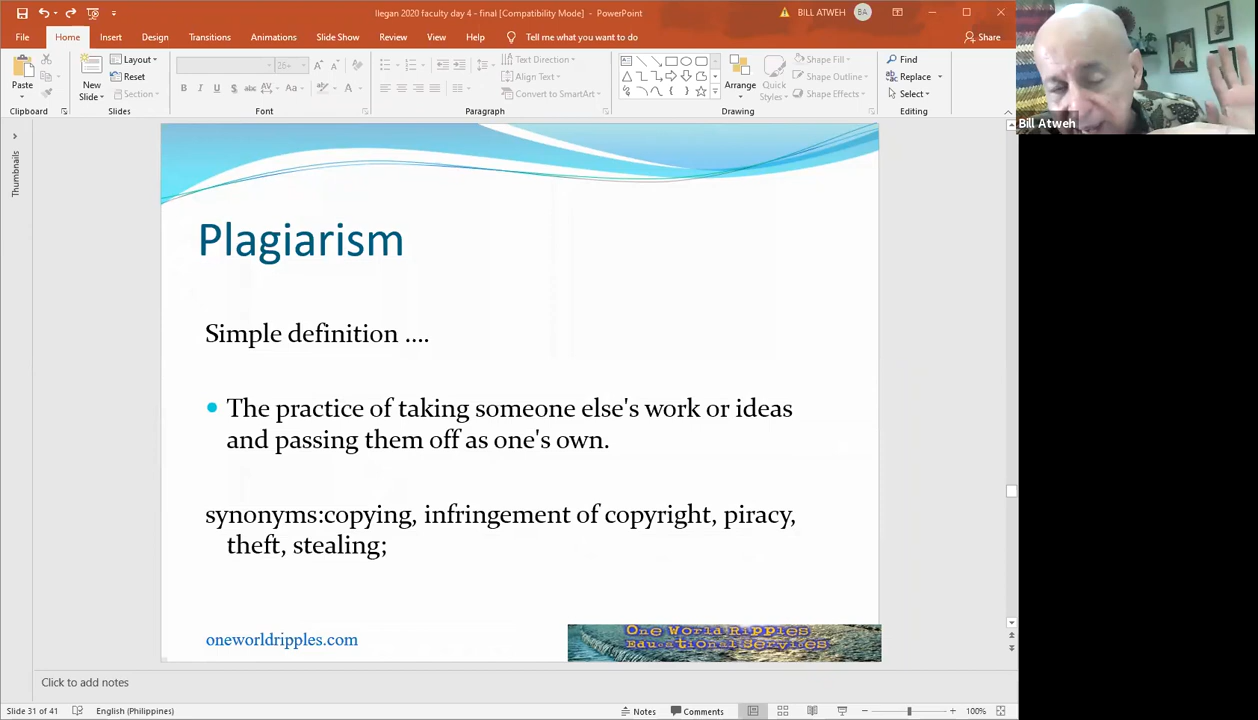 Ilegan 2020 faculty day 4 - final [Compatibility Mode] - PowerPoint
BILL ATWEH
BA
File
Home
Insert
Design
Transitions
Animations
Slide Show
Review
View
Help
Tell me what you want to do
Share
Paste
Clipboard
New
Slides
Layout
Reset
Section
Slides
26+
Font
Text Direction
Align Text
Convert to SmartArt
Paragraph
Arrange
Quick
Styles
Shape Fill
Shape Outline
Shape Effects
Drawing
Find
Replace
Select
Editing
Bill Atweh
Thumbnails
Plagiarism
Simple definition ....
The practice of taking someone else's work or ideas
and passing them off as one's own.
synonyms:copying, infringement of copyright, piracy,
theft, stealing;
oneworldripples.com
One World Ripples
Educational Services
Click to add notes
Slide 31 of 41
English (Philippines)
Notes
Comments
100%